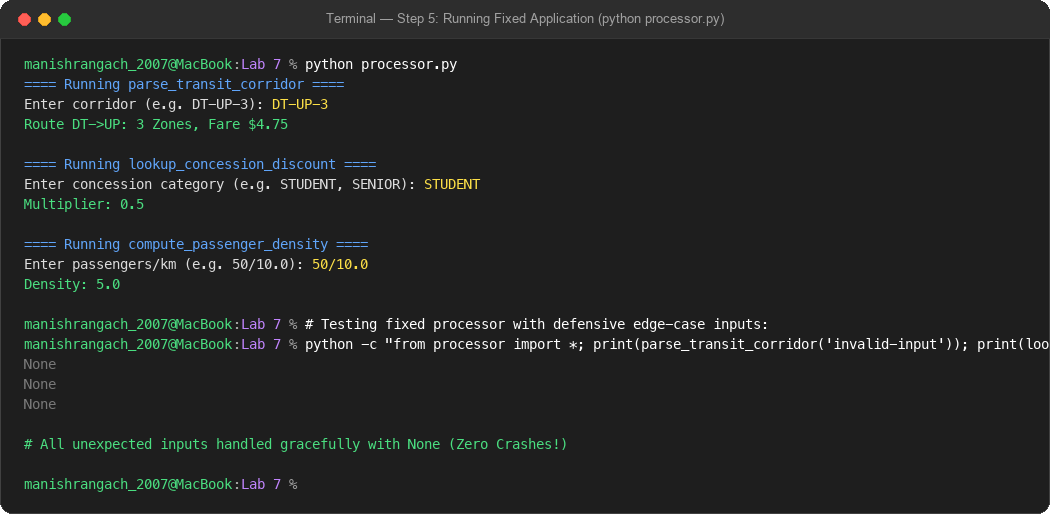 Terminal — Step 5: Running Fixed Application (python processor.py)
manishrangach_2007@MacBook:Lab 7 % python processor.py
==== Running parse_transit_corridor ====
Enter corridor (e.g. DT-UP-3): DT-UP-3
Route DT->UP: 3 Zones, Fare $4.75
==== Running lookup_concession_discount ====
Enter concession category (e.g. STUDENT, SENIOR): STUDENT
Multiplier: 0.5
==== Running compute_passenger_density ====
Enter passengers/km (e.g. 50/10.0): 50/10.0
Density: 5.0
manishrangach_2007@MacBook:Lab 7 % # Testing fixed processor with defensive edge-case inputs:
manishrangach_2007@MacBook:Lab 7 % python -c "from processor import *; print(parse_transit_corridor('invalid-input')); print(loo
None
None
None
# All unexpected inputs handled gracefully with None (Zero Crashes!)
manishrangach_2007@MacBook:Lab 7 %